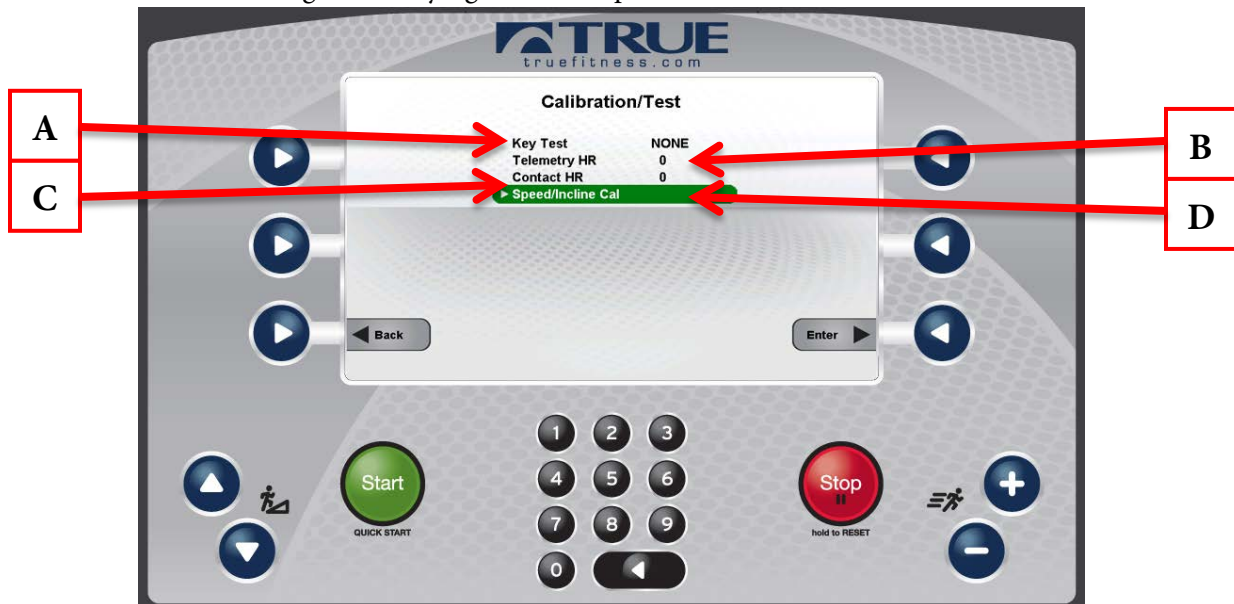 TRUE
truefitness.com
Calibration/Test
A
B
C
D
Key Test NONE
Telemetry HR 0
Contact HR 0
Speed/Incline Cal
Back
Enter
1 2 3
4 5 6
7 8 9
0
Start
QUICK START
Stop
hold to RESET